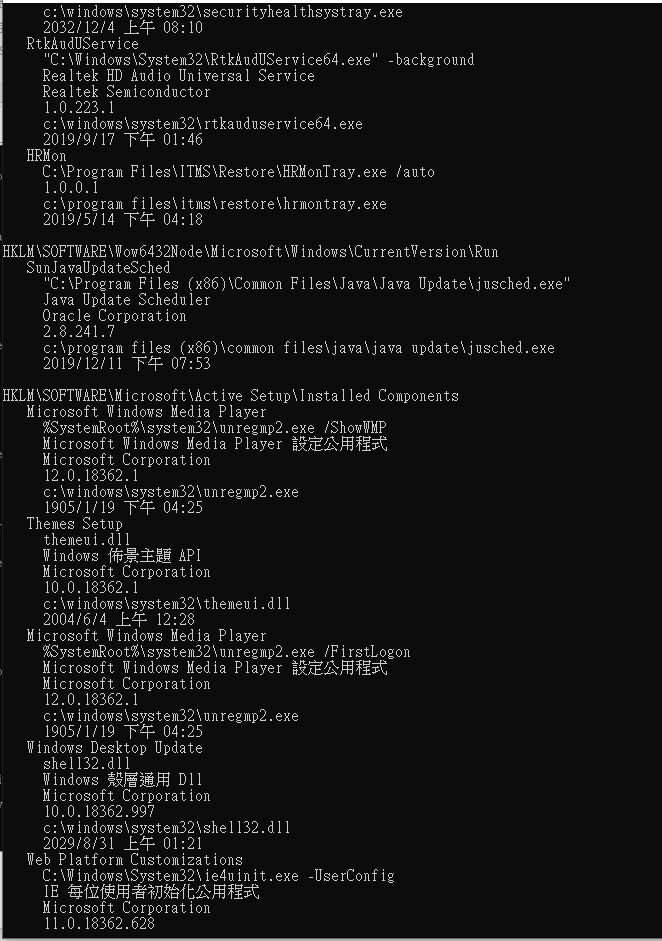 c:\windows\system32\securityhealthsystray.exe
2032/12/4 上午 08:10
RtkAudUService
"C:\Windows\System32\RtkAudUService64.exe" -background
Realtek HD Audio Universal Service
Realtek Semiconductor
1.0.223.1
c:\windows\system32\rtkauduservice64.exe
2019/9/17 下午 01:46
HRMon
C:\Program Files\ITMS\Restore\HRMonTray.exe /auto
1.0.0.1
c:\program files\itms\restore\hrmontray.exe
2019/5/14 下午 04:18
HKLM\SOFTWARE\Wow6432Node\Microsoft\Windows\CurrentVersion\Run
SunJavaUpdateSched
"C:\Program Files (x86)\Common Files\Java\Java Update\jusched.exe"
Java Update Scheduler
Oracle Corporation
2.8.241.7
c:\program files (x86)\common files\java\java update\jusched.exe
2019/12/11 下午 07:53
HKLM\SOFTWARE\Microsoft\Active Setup\Installed Components
Microsoft Windows Media Player
%SystemRoot%\system32\unregmp2.exe /ShowWMP
Microsoft Windows Media Player 設定公用程式
Microsoft Corporation
12.0.18362.1
c:\windows\system32\unregmp2.exe
1905/1/19 下午 04:25
Themes Setup
themeui.dll
Windows 佈景主題 API
Microsoft Corporation
10.0.18362.1
c:\windows\system32\themeui.dll
2004/6/4 上午 12:28
Microsoft Windows Media Player
%SystemRoot%\system32\unregmp2.exe /FirstLogon
Microsoft Windows Media Player 設定公用程式
Microsoft Corporation
12.0.18362.1
c:\windows\system32\unregmp2.exe
1905/1/19 下午 04:25
Windows Desktop Update
shell32.dll
Windows 殼層通用 Dll
Microsoft Corporation
10.0.18362.997
c:\windows\system32\shell32.dll
2029/8/31 上午 01:21
Web Platform Customizations
C:\Windows\System32\ie4uinit.exe -UserConfig
IE 每位使用者初始化公用程式
Microsoft Corporation
11.0.18362.628